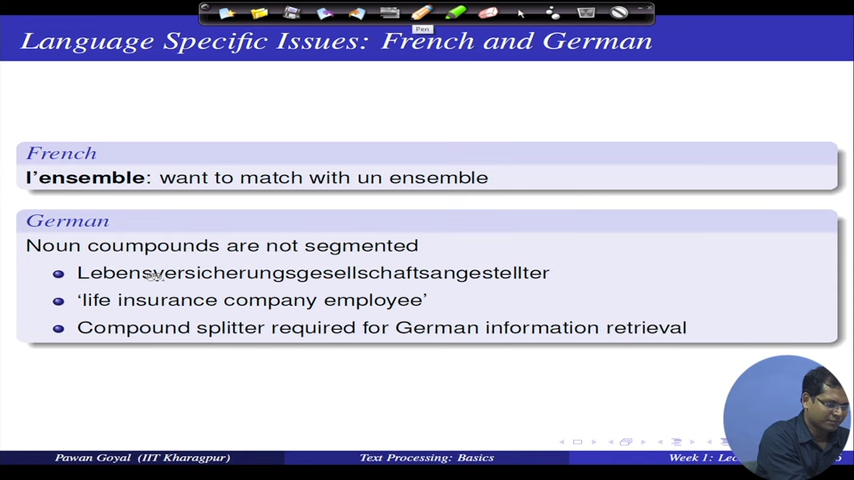 Pen
Language Specific Issues: French and German
French
l'ensemble: want to match with un ensemble
German
Noun coumpounds are not segmented
Lebensversicherungsgesellschaftsangestellter
'life insurance company employee'
Compound splitter required for German information retrieval
Pawan Goyal (IIT Kharagpur)
Text Processing: Basics
Week 1: